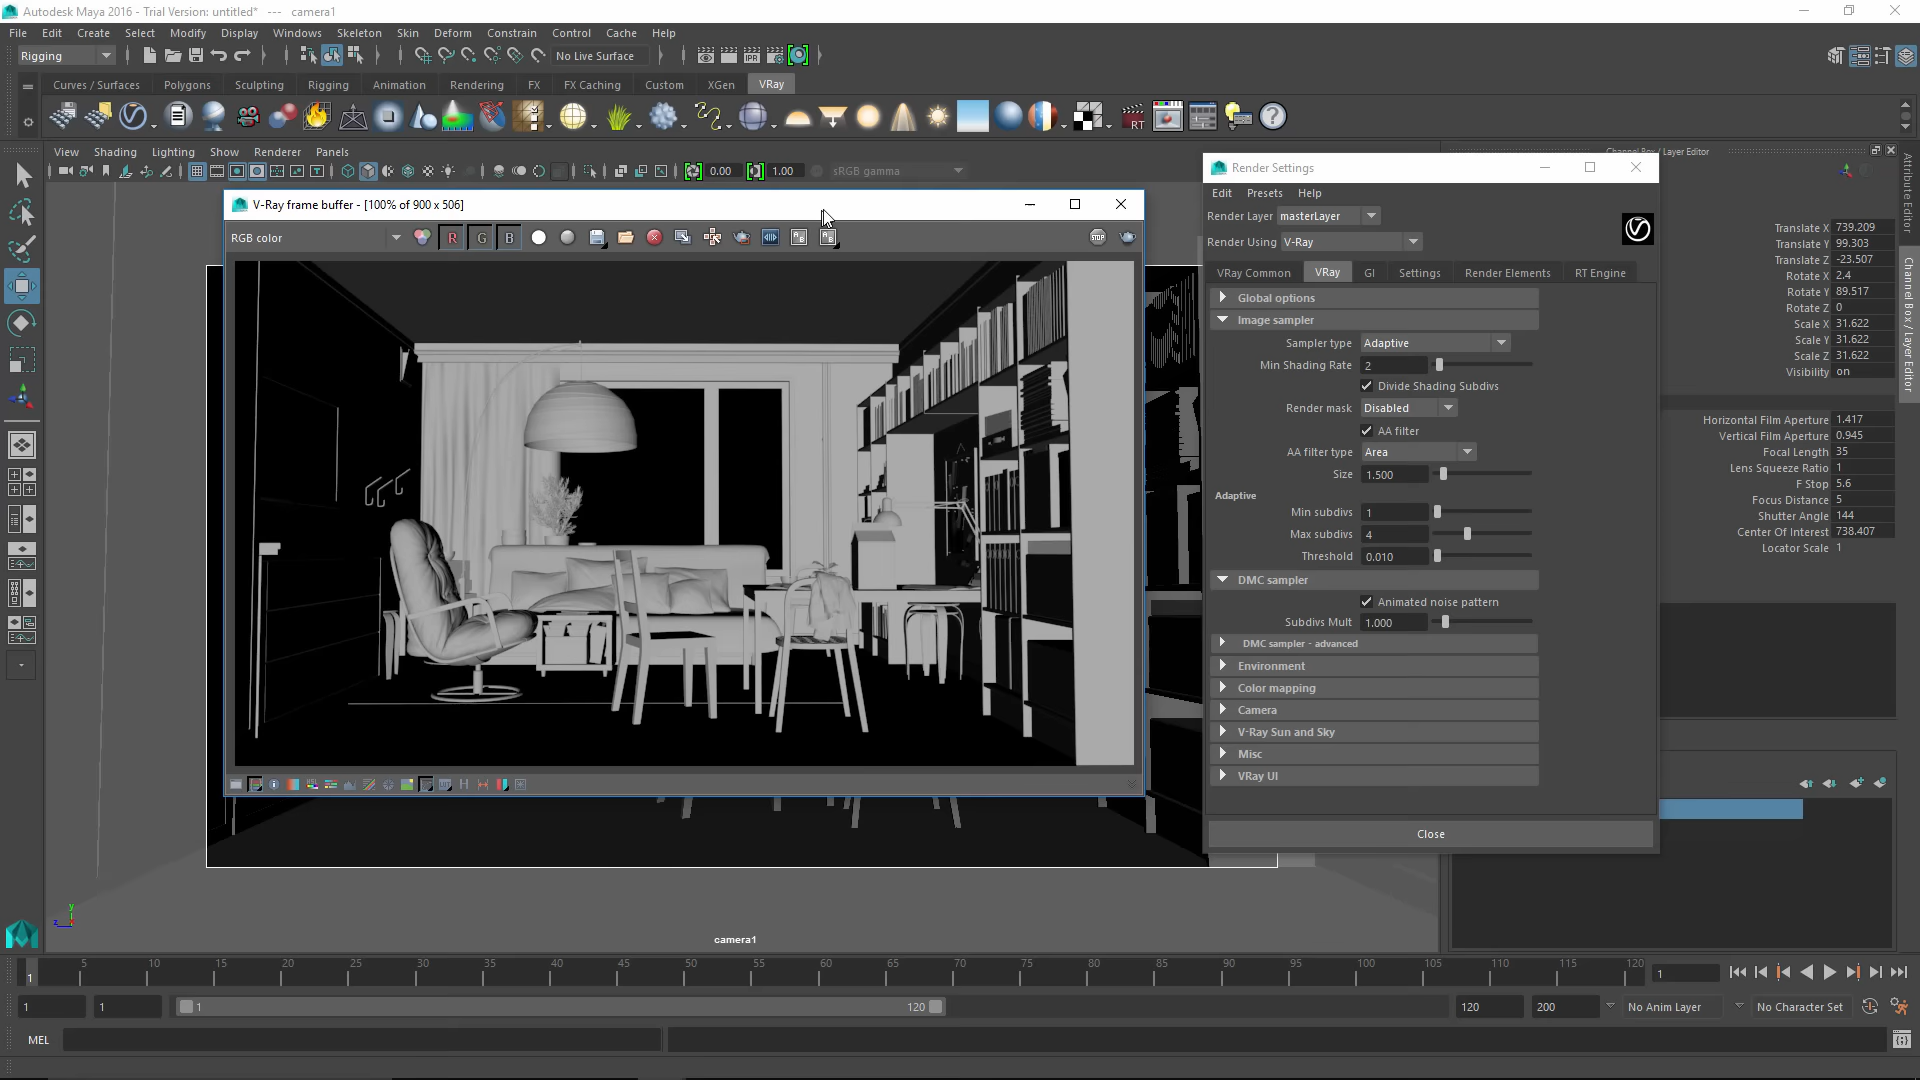 Autodesk Maya 2016 - Trial Version: untitled* --- camera1
File Edit Create Select Modify Display Windows Skeleton Skin Deform Constrain Control Cache Help
Rigging
No Live Surface
Curves / Surfaces Polygons Sculpting Rigging Animation Rendering FX FX Caching Custom XGen VRay
RT
View Shading Lighting Show Renderer Panels
0.00 1.00 sRGB gamma
Channel Box / Layer Editor
Attribute Editor
Channel Box / Layer Editor
V-Ray frame buffer - [100% of 900 x 506]
RGB color
R G B
STOP
Render Settings
Edit Presets Help
Render Layer masterLayer
Render Using V-Ray
VRay Common VRay GI Settings Render Elements RT Engine
Global options
Image sampler
Sampler type Adaptive
Min Shading Rate 2
Divide Shading Subdivs
Render mask Disabled
AA filter
AA filter type Area
Size 1.500
Adaptive
Min subdivs 1
Max subdivs 4
Threshold 0.010
DMC sampler
Animated noise pattern
Subdivs Mult 1.000
DMC sampler - advanced
Environment
Color mapping
Camera
V-Ray Sun and Sky
Misc
VRay UI
Close
Translate X 739.209
Translate Y 99.303
Translate Z -23.507
Rotate X 2.4
Rotate Y 89.517
Rotate Z 0
Scale X 31.622
Scale Y 31.622
Scale Z 31.622
Visibility on
Horizontal Film Aperture 1.417
Vertical Film Aperture 0.945
Focal Length 35
Lens Squeeze Ratio 1
F Stop 5.6
Focus Distance 5
Shutter Angle 144
Center Of Interest 738.407
Locator Scale 1
y
z
camera1
1 5 10 15 20 25 30 35 40 45 50 55 60 65 70 75 80 85 90 95 100 105 110 115 120 1
1 1 1 120 120 200 No Anim Layer No Character Set
MEL